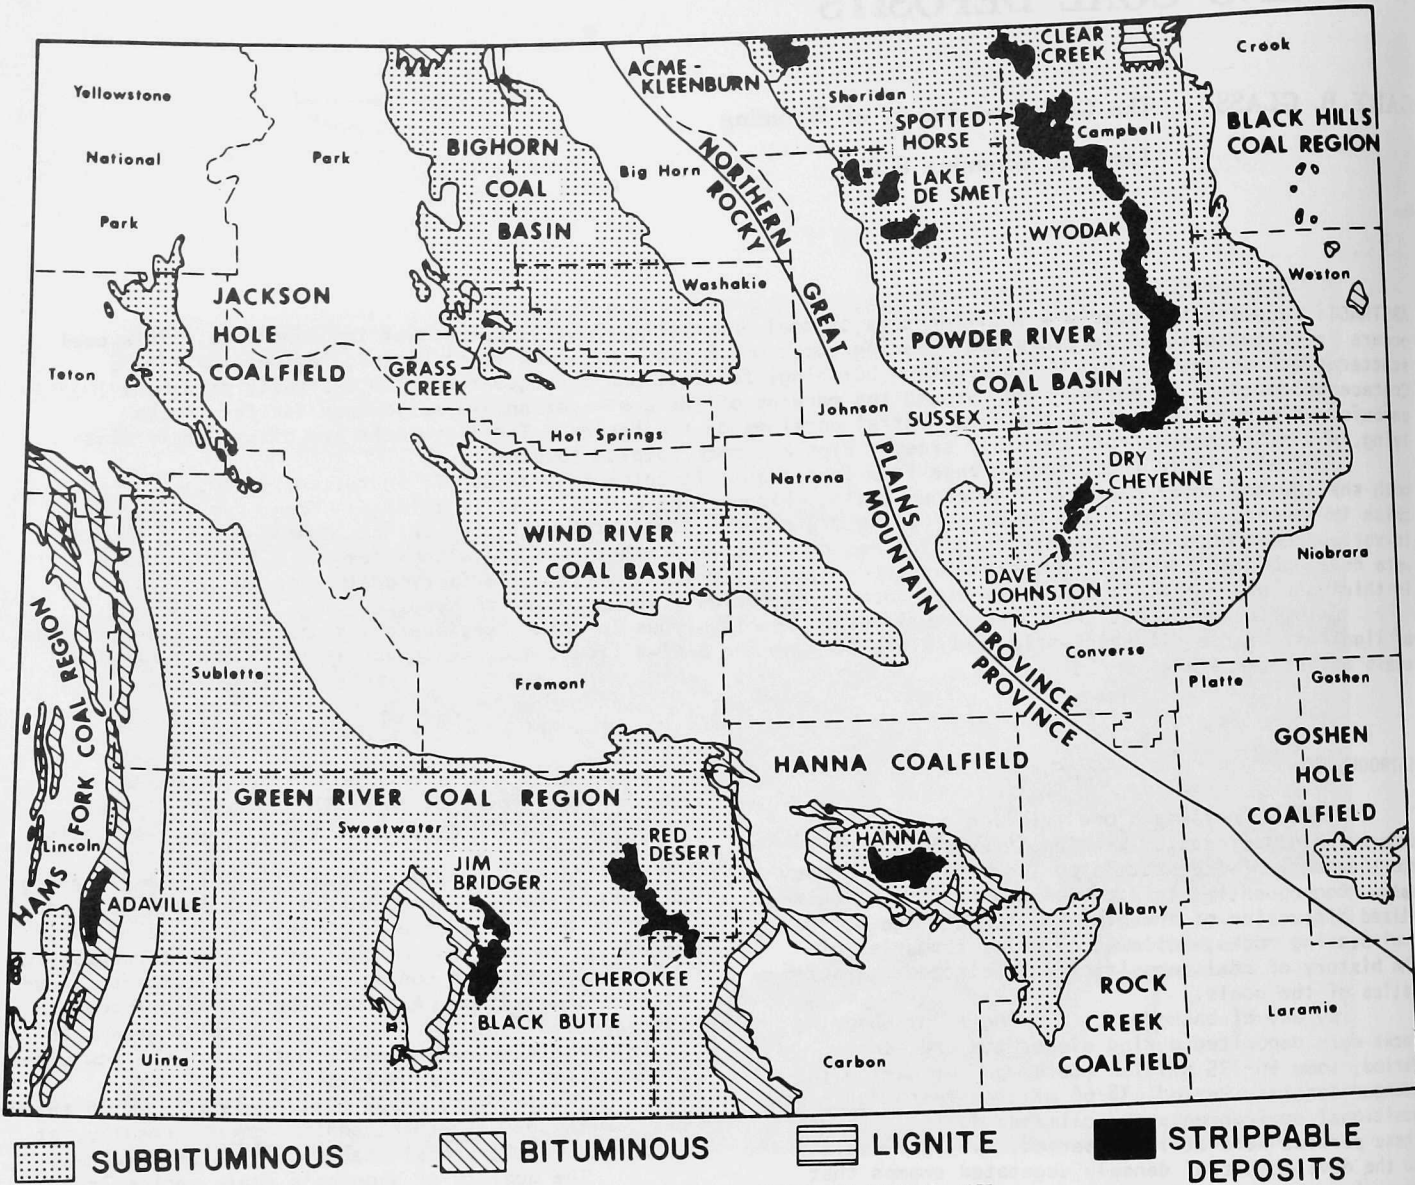 COAL DEPOSITS
CLEAR
CREEK
Crook
ACME-
KLEENBURN
Yellowstone
National
Park
Park
Sheridan
SPOTTED
HORSE
Campbell
BLACK HILLS
COAL REGION
BIGHORN
COAL
BASIN
Big Horn
NORTHERN
ROCKY
LAKE
DE SMET
WYODAK
Weston
Washakie
JACKSON
HOLE
COALFIELD
GREAT
POWDER RIVER
COAL BASIN
Teton
GRASS
CREEK
Johnson
SUSSEX
Hot Springs
Natrona
PLAINS
MOUNTAIN
DRY
CHEYENNE
WIND RIVER
COAL BASIN
Niobrara
DAVE
JOHNSTON
PROVINCE
PROVINCE
Converse
Sublette
Fremont
Platte
Goshen
HAMS FORK COAL REGION
GOSHEN
HOLE
COALFIELD
HANNA COALFIELD
GREEN RIVER COAL REGION
Sweetwater
RED
DESERT
HANNA
Lincoln
JIM
BRIDGER
ADAVILLE
Albany
CHEROKEE
ROCK
CREEK
COALFIELD
Laramie
BLACK BUTTE
Uinta
Carbon
SUBBITUMINOUS
BITUMINOUS
LIGNITE
STRIPPABLE
DEPOSITS